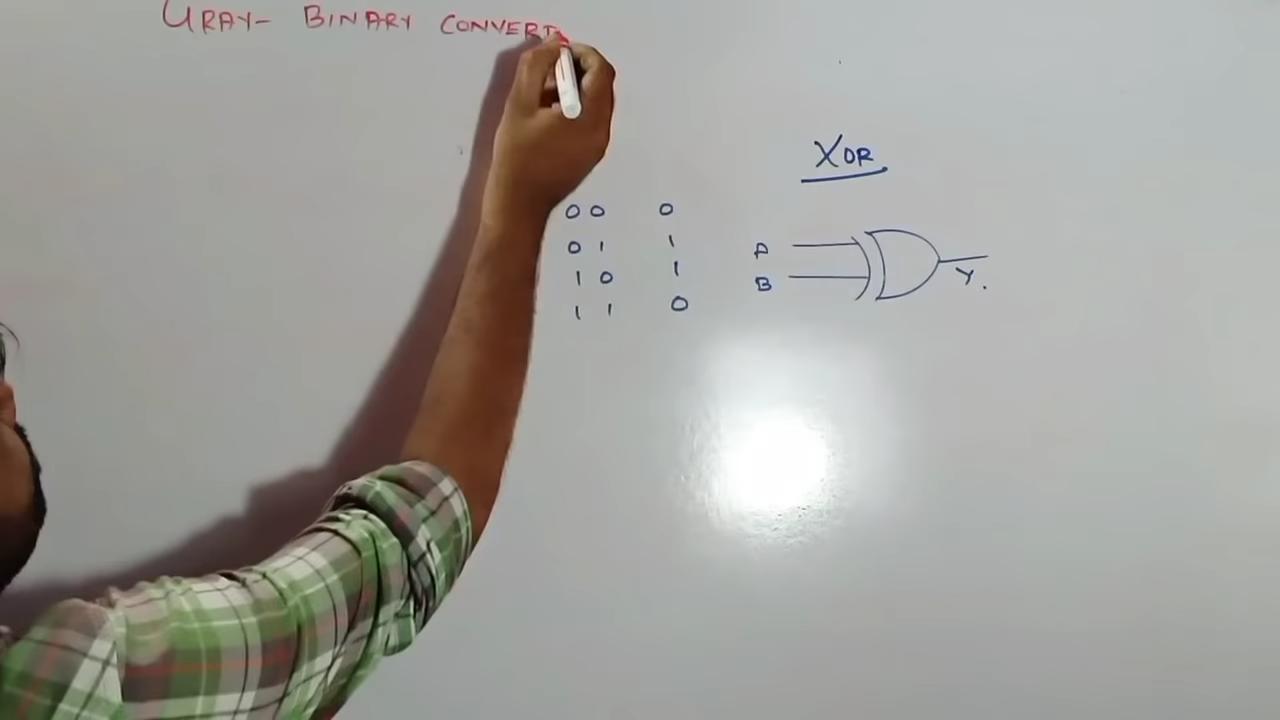 GRAY- BINARY CONVERT
XOR
0 0 0
0 1 1
1 0 1
1 1 0
A
B
Y.